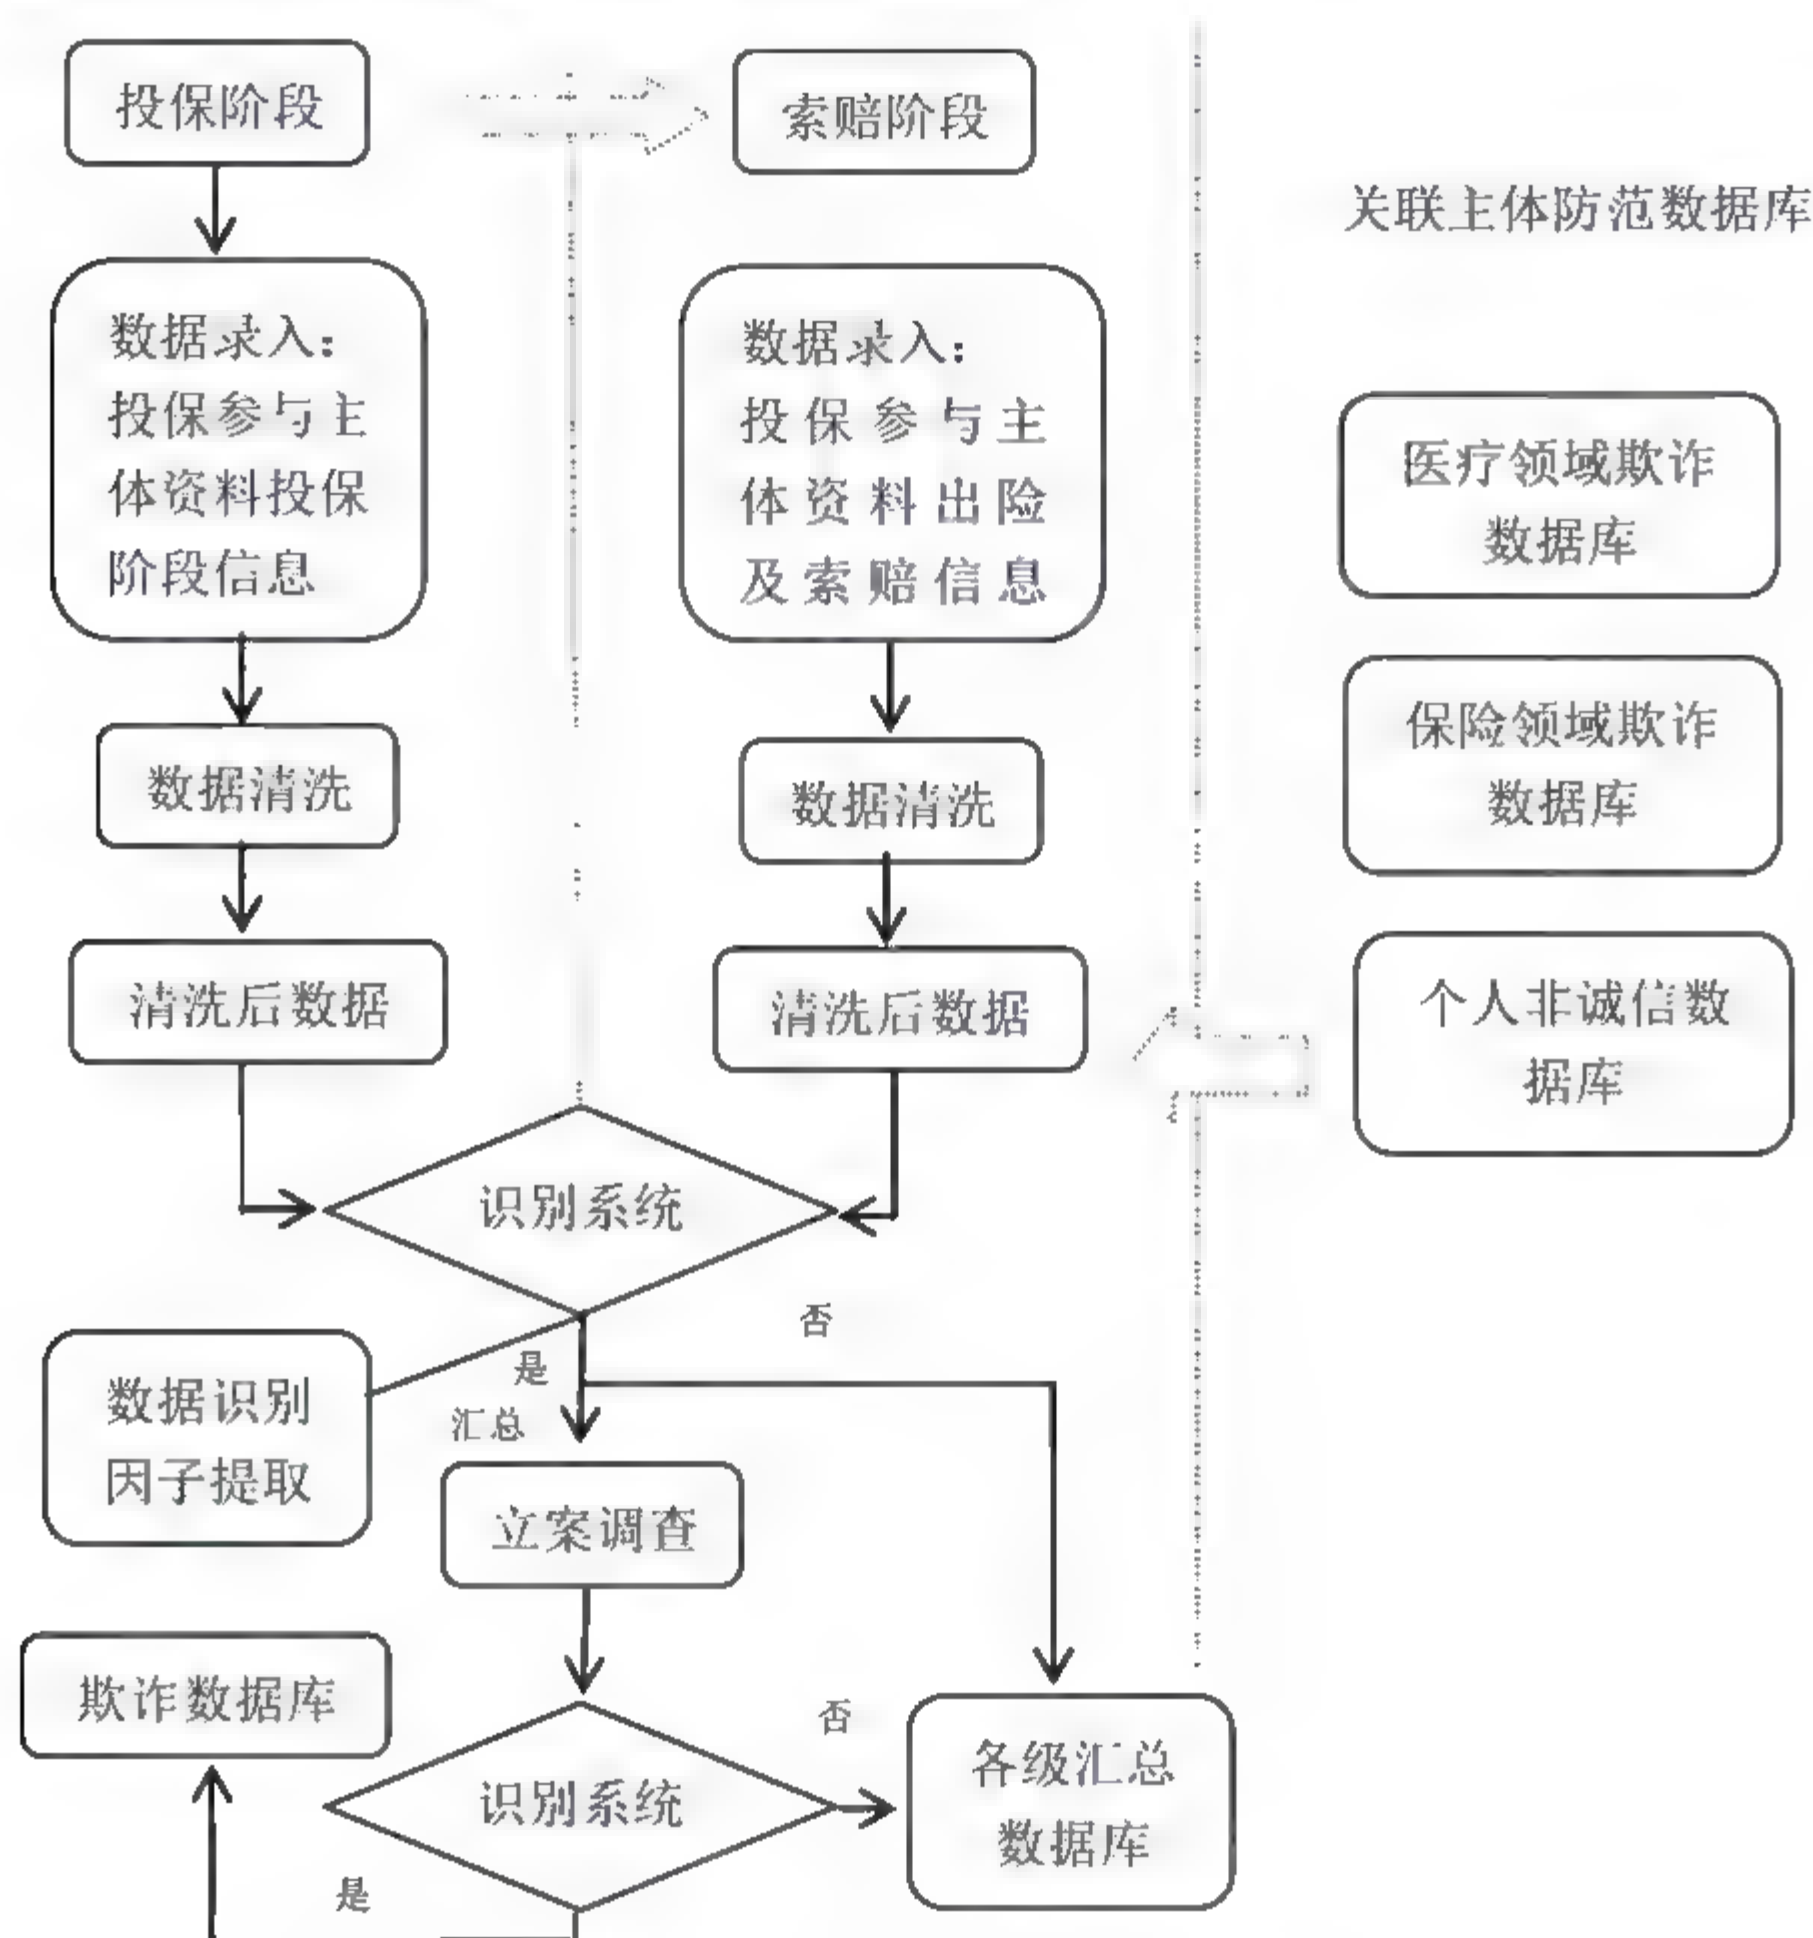 投保阶段
索赔阶段
关联主体防范数据库
数据录入：
投保参与主
体资料投保
阶段信息
数据录入：
投保参与主
体资料出险
及索赔信息
医疗领域欺诈
数据库
保险领域欺诈
数据库
数据清洗
数据清洗
清洗后数据
清洗后数据
个人非诚信数
据库
识别系统
否
是
汇总
数据识别
因子提取
立案调查
欺诈数据库
识别系统
否
各级汇总
数据库
是